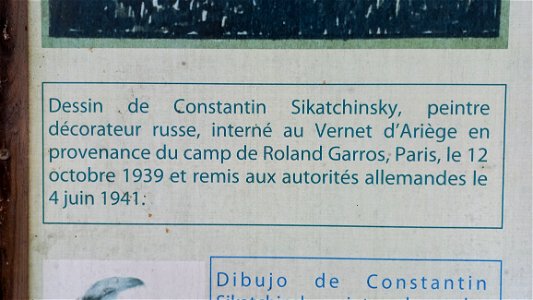 Dessin de Constantin Sikatchinsky, peintre
décorateur russe, interné au Vernet d'Ariège en
provenance du camp de Roland Garros, Paris, le 12
octobre 1939 et remis aux autorités allemandes le
4 juin 1941.
Dibujo de Constantin